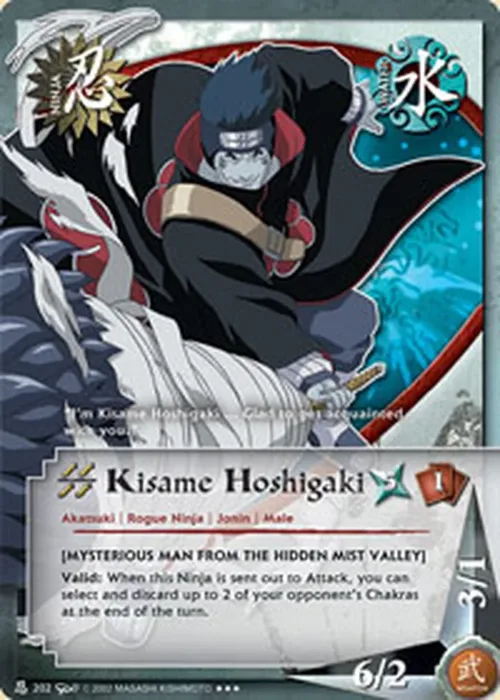 忍
NINJA
水
WATER
"I'm Kisame Hoshigaki ... Glad to get acquainted
with you."
Kisame Hoshigaki 5 1
Akatsuki | Rogue Ninja | Jonin | Male
[MYSTERIOUS MAN FROM THE HIDDEN MIST VALLEY]
Valid: When this Ninja is sent out to Attack, you can
select and discard up to 2 of your opponent's Chakras
at the end of the turn.
3/1
6/2
武
202 © 2002 MASASHI KISHIMOTO